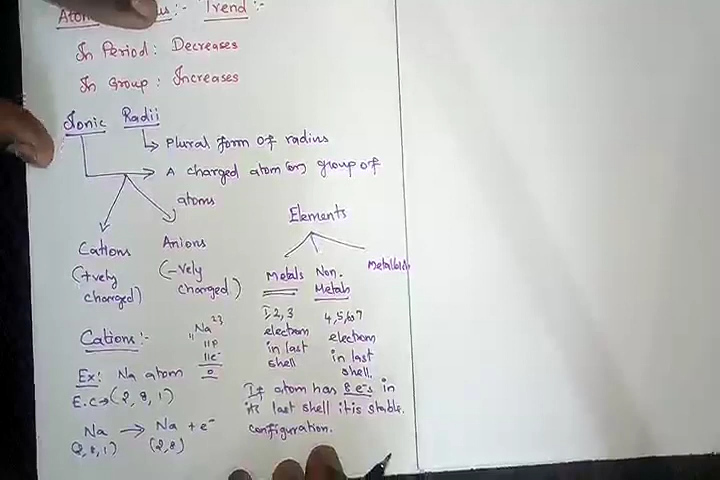 Trend :-
In Period : Decreases
In Group : Increases
Ionic Radii
Plural form of radius
A charged atom (or) group of
atoms
Cations
(+vely
charged)
Anions
(-vely
charged)
Elements
Metals
Non-
Metals
Metalloids
1, 2, 3
electron
in last
shell
4, 5, 6, 7
electron
in last
shell.
Cations :-
11Na23
11p
11e-
0
Ex: Na atom
E.C → (2, 8, 1)
Na → Na + e-
(2, 8, 1) (2, 8)
If atom has 8 e-s in
its last shell it is stable
configuration.